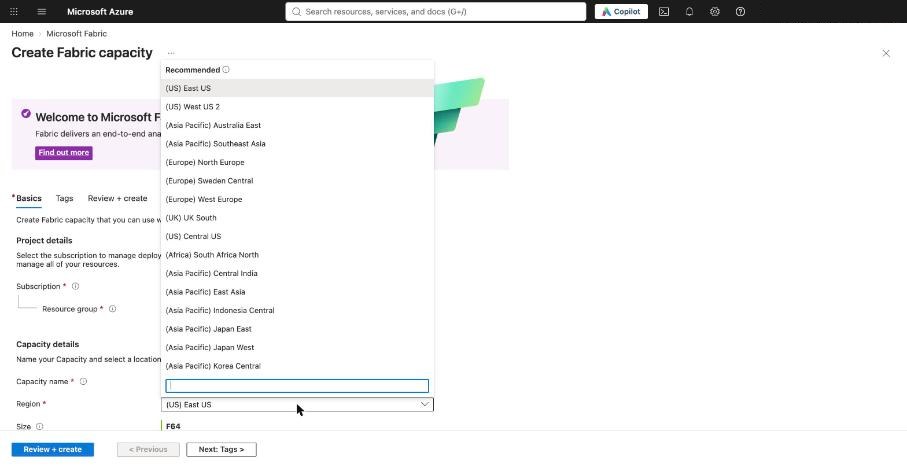 Microsoft Azure
Search resources, services, and docs (G+/)
Copilot
Home > Microsoft Fabric
Create Fabric capacity ...
Recommended
(US) East US
(US) West US 2
(Asia Pacific) Australia East
(Asia Pacific) Southeast Asia
(Europe) North Europe
(Europe) Sweden Central
(Europe) West Europe
(UK) UK South
(US) Central US
(Africa) South Africa North
(Asia Pacific) Central India
(Asia Pacific) East Asia
(Asia Pacific) Indonesia Central
(Asia Pacific) Japan East
(Asia Pacific) Japan West
(Asia Pacific) Korea Central
Welcome to Microsoft F
Fabric delivers an end-to-end ana
Find out more
* Basics Tags Review + create
Create Fabric capacity that you can use w
Project details
Select the subscription to manage deploy
manage all of your resources.
Subscription *
Resource group *
Capacity details
Name your Capacity and select a location
Capacity name *
Region * (US) East US
Size F64
Review + create < Previous Next: Tags >